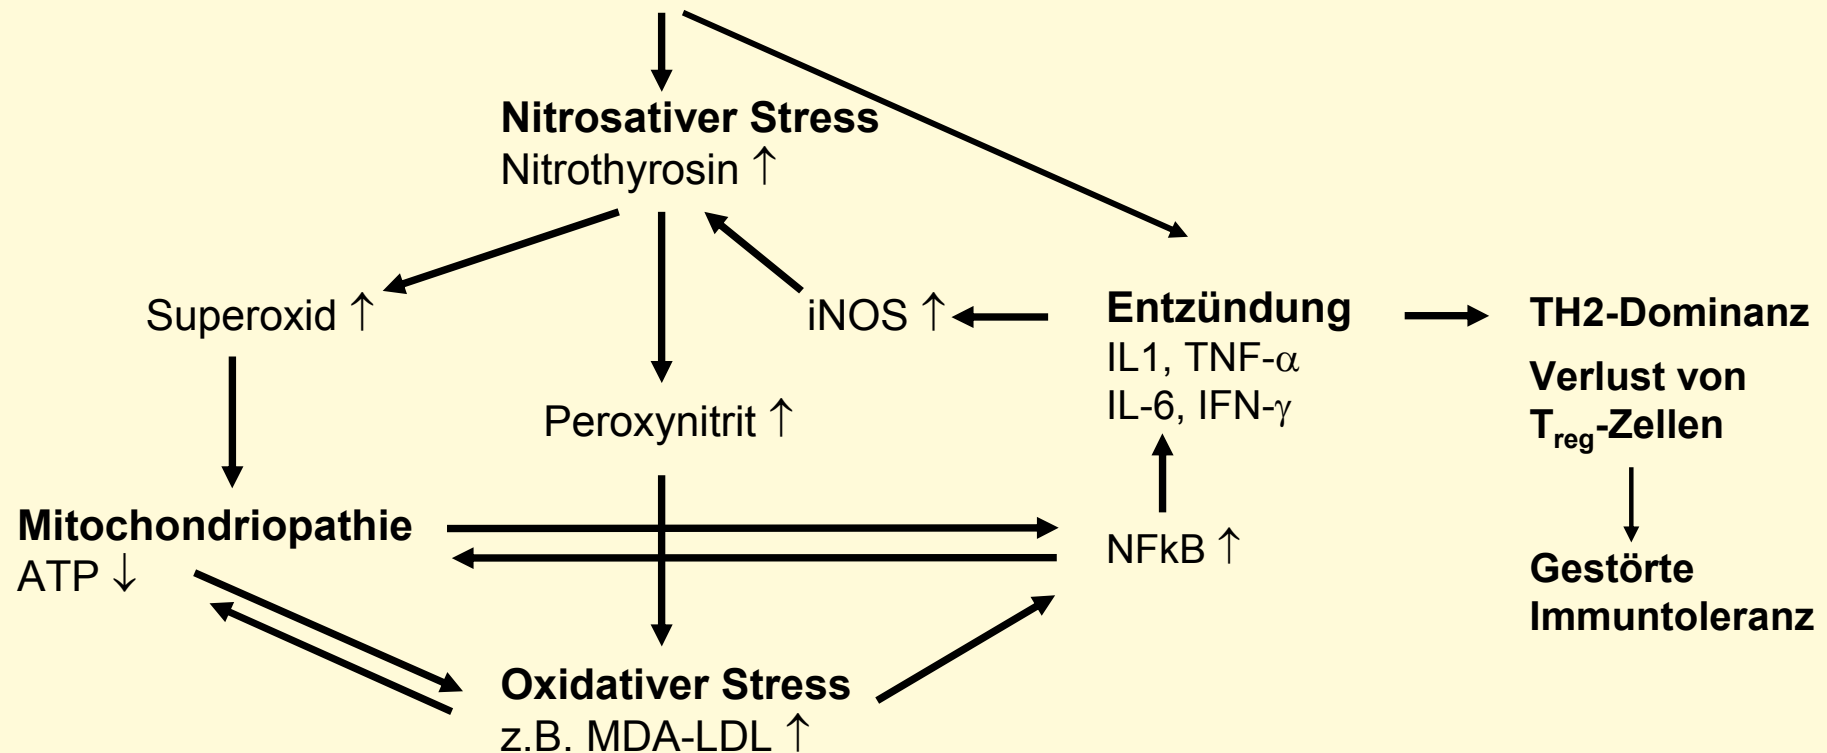 Nitrosativer Stress
Nitrothyrosin ↑
Superoxid ↑
iNOS ↑
Peroxynitrit ↑
Entzündung
IL1, TNF-α
IL-6, IFN-γ
TH2-Dominanz
Verlust von
Treg-Zellen
Mitochondriopathie
ATP ↓
NFkB ↑
Gestörte
Immuntoleranz
Oxidativer Stress
z.B. MDA-LDL ↑